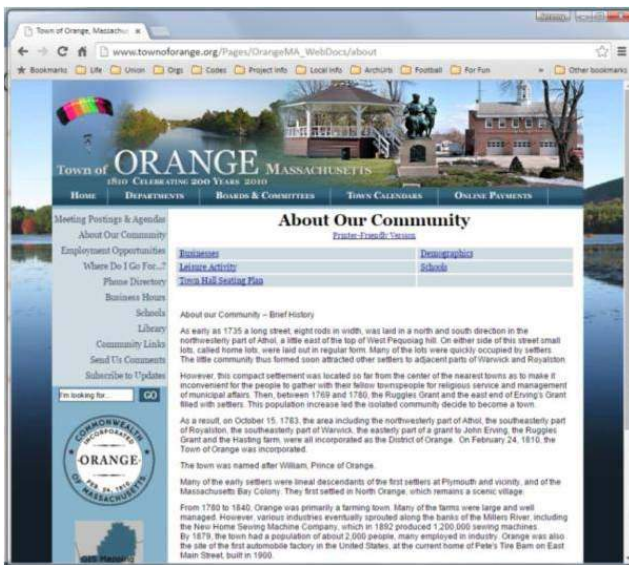 Town of Orange, Massachus
www.townoforange.org/Pages/OrangeMA_WebDocs/about
Bookmarks Life Union Orgs Codes Project Info Local Info ArchUrb Football For Fun » Other bookmarks
Town of ORANGE MASSACHUSETTS
1810 CELEBRATING 200 YEARS 2010
HOME DEPARTMENTS BOARDS & COMMITTEES TOWN CALENDARS ONLINE PAYMENTS
Meeting Postings & Agendas
About Our Community
Employment Opportunities
Where Do I Go For...?
Phone Directory
Business Hours
Schools
Library
Community Links
Send Us Comments
Subscribe to Updates
I'm looking for... GO
COMMONWEALTH OF MASSACHUSETTS
INCORPORATED
ORANGE
FEB. 24, 1810
GIS Mapping
About Our Community
Printer-Friendly Version
Businesses Demographics
Leisure Activity Schools
Town Hall Seating Plan
About our Community – Brief History
As early as 1735 a long street, eight rods in width, was laid in a north and south direction in the
northwesterly part of Athol, a little east of the top of West Pequoiag hill. On either side of this street small
lots, called home lots, were laid out in regular form. Many of the lots were quickly occupied by settlers.
The little community thus formed soon attracted other settlers to adjacent parts of Warwick and Royalston.
However, this compact settlement was located so far from the center of the nearest towns as to make it
inconvenient for the people to gather with their fellow townspeople for religious service and management
of municipal affairs. Then, between 1769 and 1780, the Ruggles Grant and the east end of Erving's Grant
filled with settlers. This population increase led the isolated community decide to become a town.
As a result, on October 15, 1783, the area including the northwesterly part of Athol, the southeasterly part
of Royalston, the southeasterly part of Warwick, the easterly part of a grant to John Erving, the Ruggles
Grant and the Hasting farm, were all incorporated as the District of Orange. On February 24, 1810, the
Town of Orange was incorporated.
The town was named after William, Prince of Orange.
Many of the early settlers were lineal descendants of the first settlers at Plymouth and vicinity, and of the
Massachusetts Bay Colony. They first settled in North Orange, which remains a scenic village.
From 1780 to 1840, Orange was primarily a farming town. Many of the farms were large and well
managed. However, various industries eventually sprouted along the banks of the Millers River, including
the New Home Sewing Machine Company, which in 1892 produced 1,200,000 sewing machines.
By 1879, the town had a population of about 2,000 people, many employed in industry. Orange was also
the site of the first automobile factory in the United States, at the current home of Pete's Tire Barn on East
Main Street, built in 1900.